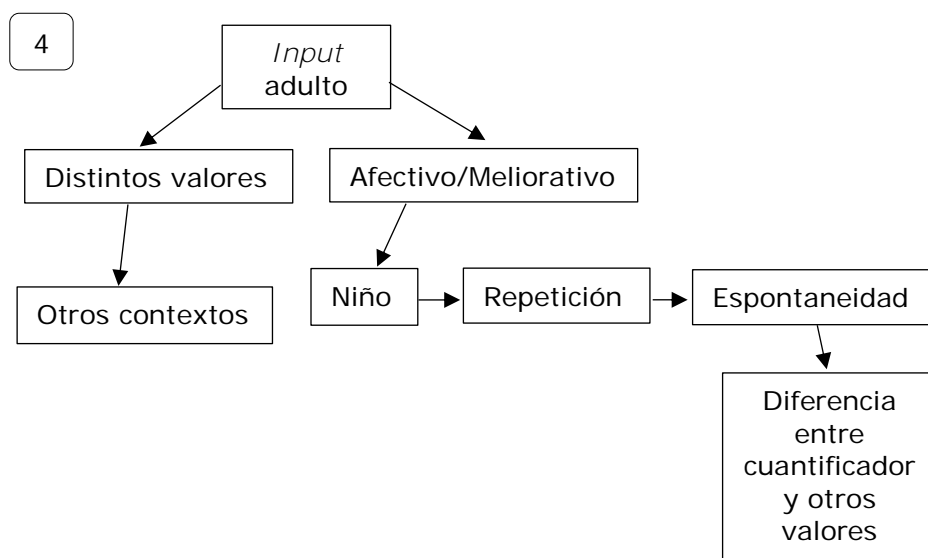 4
Input
adulto
Distintos valores
Afectivo/Meliorativo
Otros contextos
Niño
Repetición
Espontaneidad
Diferencia
entre
cuantificador
y otros
valores